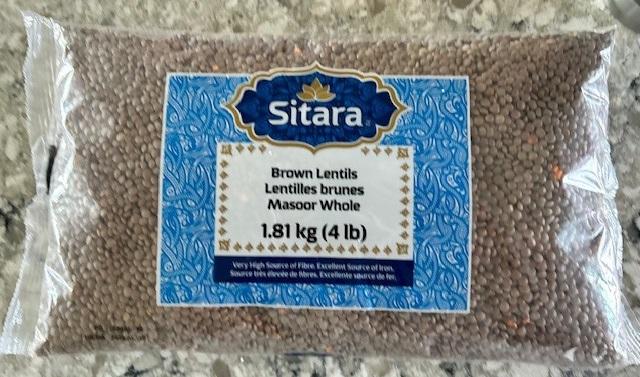 Sitara
Brown Lentils
Lentilles brunes
Masoor Whole
1.81 kg (4 lb)
Very High Source of Fibre. Excellent Source of Iron.
Source très élevée de fibres. Excellente source de fer.